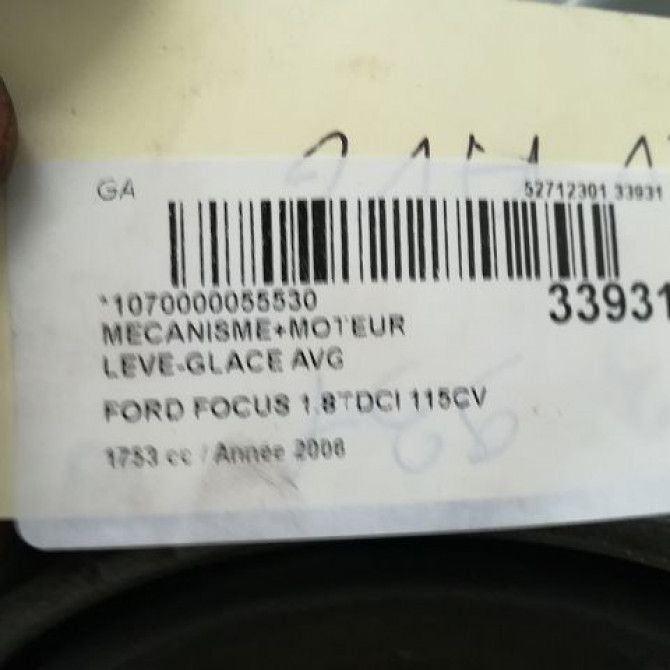 GA
52712301 33931
*1070000055530
33931
MECANISME+MOTEUR
LEVE-GLACE AVG
FORD FOCUS 1.8TDCI 115CV
1753 cc / Année 2006